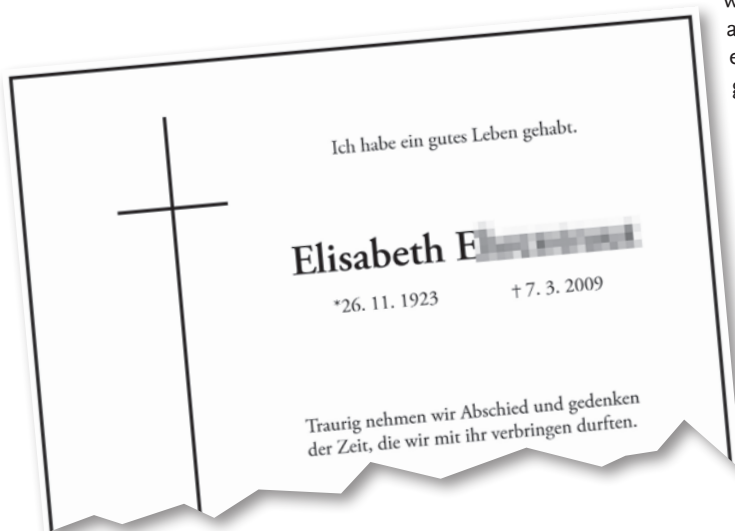 Ich habe ein gutes Leben gehabt.
Elisabeth E
*26. 11. 1923 † 7. 3. 2009
Traurig nehmen wir Abschied und gedenken
der Zeit, die wir mit ihr verbringen durften.